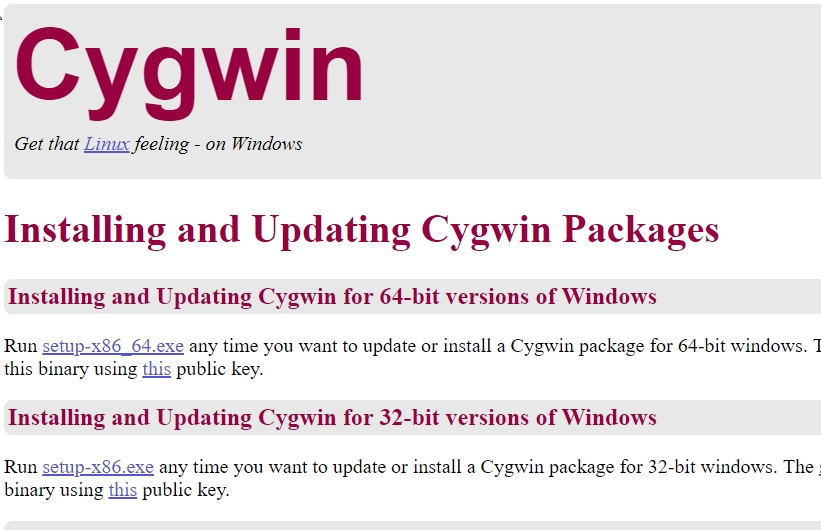 Cygwin
Get that Linux feeling - on Windows
Installing and Updating Cygwin Packages
Installing and Updating Cygwin for 64-bit versions of Windows
Run setup-x86_64.exe any time you want to update or install a Cygwin package for 64-bit windows.
this binary using this public key.
Installing and Updating Cygwin for 32-bit versions of Windows
Run setup-x86.exe any time you want to update or install a Cygwin package for 32-bit windows. The
binary using this public key.